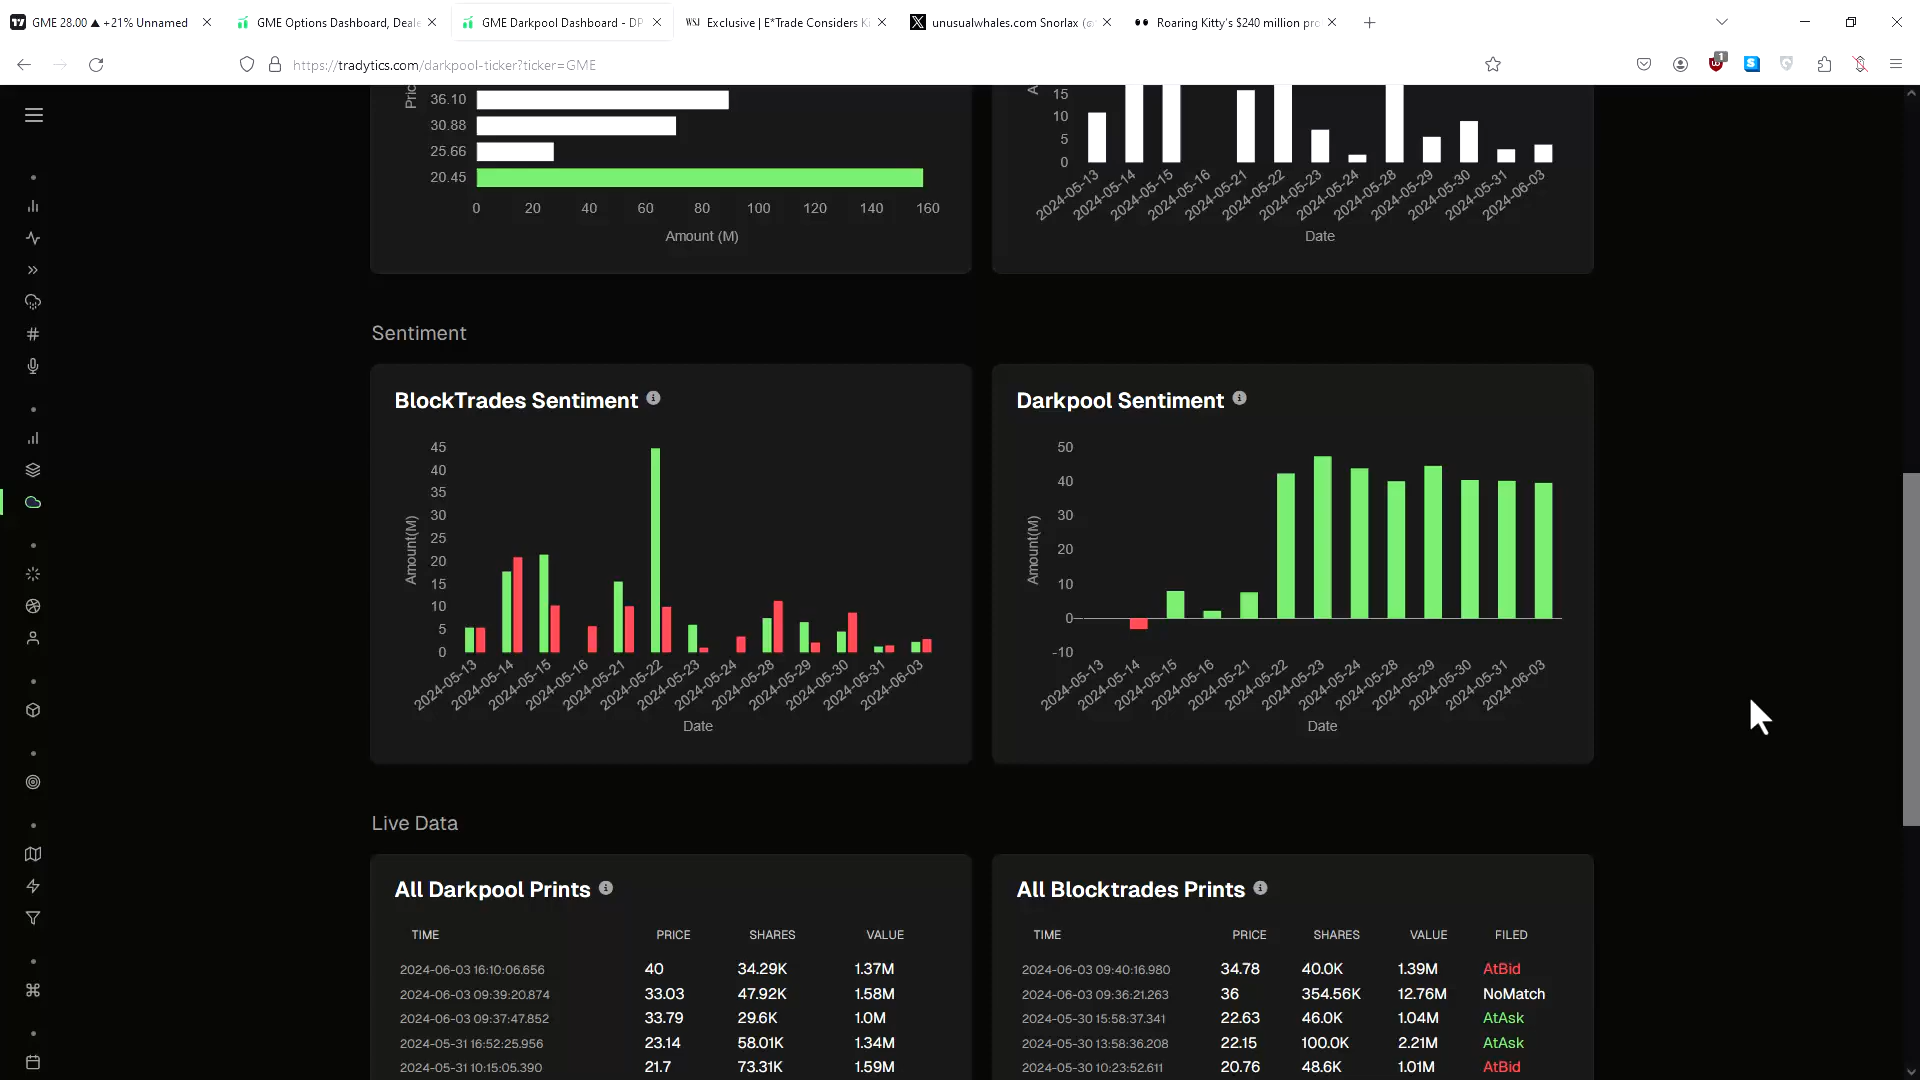 GME 28.00 ▲ +21% Unnamed
GME Options Dashboard, Deale
GME Darkpool Dashboard - DP
WSJ Exclusive | E*Trade Considers Ki
unusualwhales.com Snorlax (@
Roaring Kitty's $240 million pro
https://tradytics.com/darkpool-ticker?ticker=GME
1
S
36.10
30.88
25.66
20.45
0 20 40 60 80 100 120 140 160
Amount (M)
15
10
5
0
2024-05-13 2024-05-14 2024-05-15 2024-05-16 2024-05-21 2024-05-22 2024-05-23 2024-05-24 2024-05-28 2024-05-29 2024-05-30 2024-05-31 2024-06-03
Date
Sentiment
BlockTrades Sentiment
45
40
35
30
25
20
15
10
5
0
Amount(M)
2024-05-13 2024-05-14 2024-05-15 2024-05-16 2024-05-21 2024-05-22 2024-05-23 2024-05-24 2024-05-28 2024-05-29 2024-05-30 2024-05-31 2024-06-03
Date
Darkpool Sentiment
50
40
30
20
10
0
-10
Amount(M)
2024-05-13 2024-05-14 2024-05-15 2024-05-16 2024-05-21 2024-05-22 2024-05-23 2024-05-24 2024-05-28 2024-05-29 2024-05-30 2024-05-31 2024-06-03
Date
Live Data
All Darkpool Prints
TIME PRICE SHARES VALUE
2024-06-03 16:10:06.656 40 34.29K 1.37M
2024-06-03 09:39:20.874 33.03 47.92K 1.58M
2024-06-03 09:37:47.852 33.79 29.6K 1.0M
2024-05-31 16:52:25.956 23.14 58.01K 1.34M
2024-05-31 10:15:05.390 21.7 73.31K 1.59M
All Blocktrades Prints
TIME PRICE SHARES VALUE FILED
2024-06-03 09:40:16.980 34.78 40.0K 1.39M AtBid
2024-06-03 09:36:21.263 36 354.56K 12.76M NoMatch
2024-05-30 15:58:37.341 22.63 46.0K 1.04M AtAsk
2024-05-30 13:58:36.208 22.15 100.0K 2.21M AtAsk
2024-05-30 10:23:52.611 20.76 48.6K 1.01M AtBid